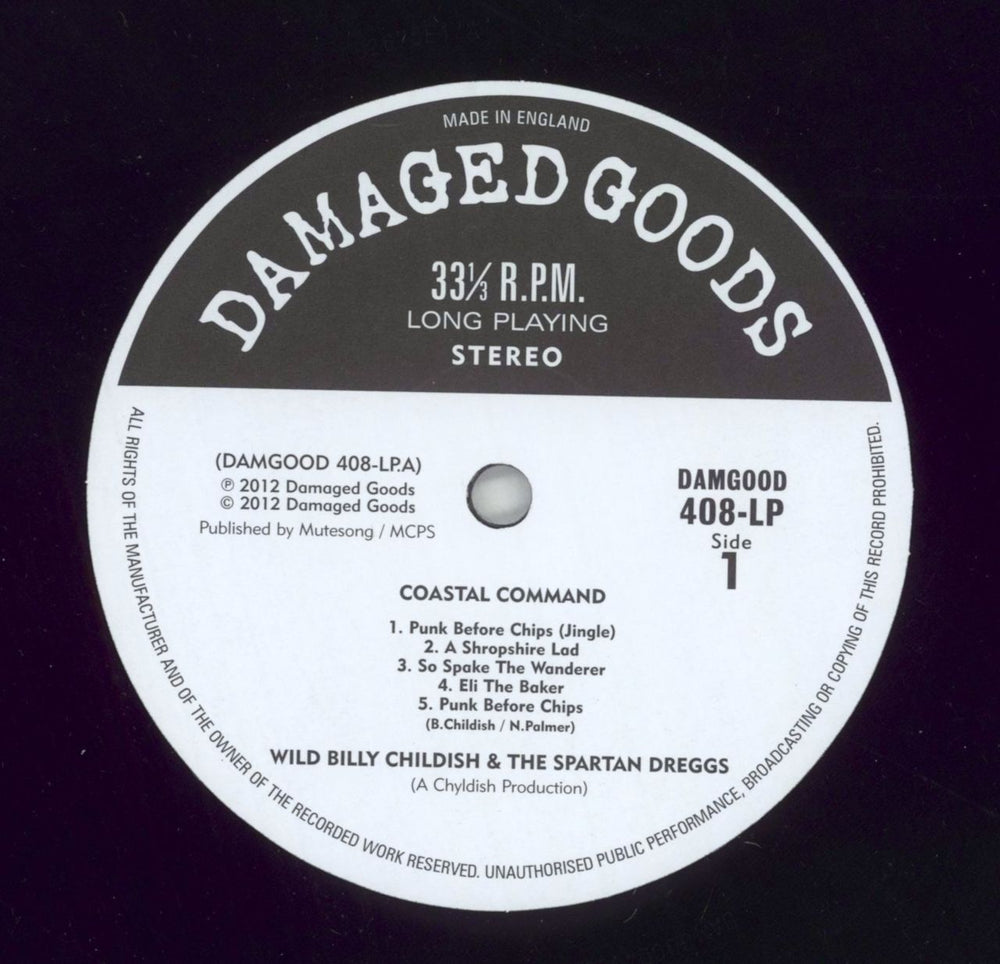 MADE IN ENGLAND
DAMAGED GOODS
33⅓ R.P.M.
LONG PLAYING
STEREO
(DAMGOOD 408-LP.A)
℗ 2012 Damaged Goods
© 2012 Damaged Goods
Published by Mutesong / MCPS
DAMGOOD
408-LP
Side
1
COASTAL COMMAND
1. Punk Before Chips (Jingle)
2. A Shropshire Lad
3. So Spake The Wanderer
4. Eli The Baker
5. Punk Before Chips
(B.Childish / N.Palmer)
WILD BILLY CHILDISH & THE SPARTAN DREGGS
(A Chyldish Production)
ALL RIGHTS OF THE MANUFACTURER AND OF THE OWNER OF THE RECORDED WORK RESERVED. UNAUTHORISED PUBLIC PERFORMANCE, BROADCASTING OR COPYING OF THIS RECORD PROHIBITED.